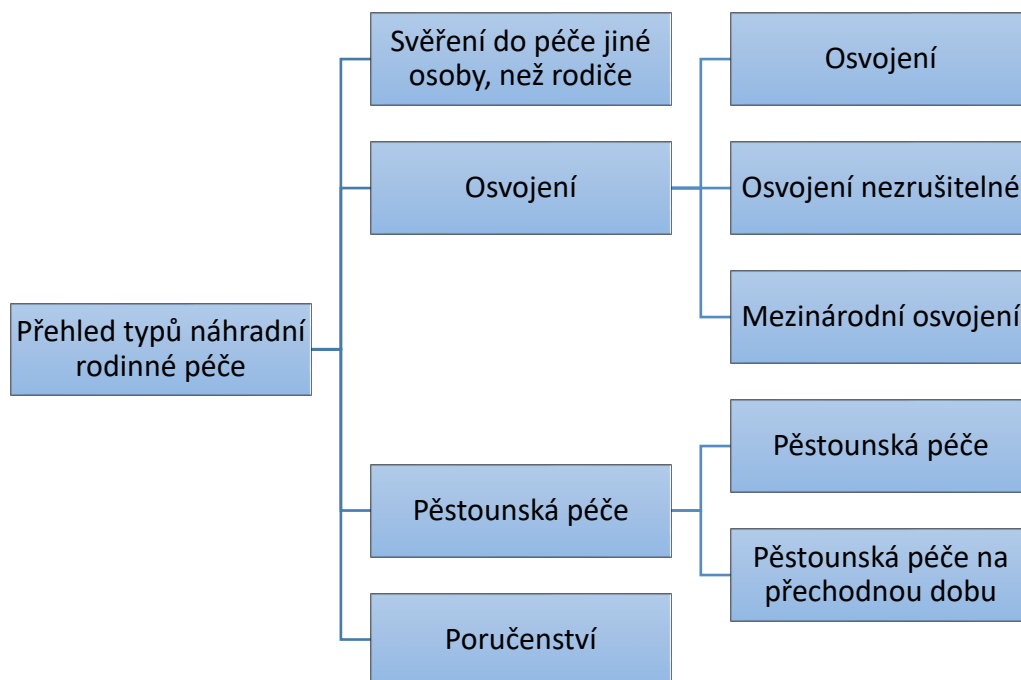 Přehled typů náhradní
rodinné péče
Svěření do péče jiné
osoby, než rodiče
Osvojení
Osvojení
Osvojení nezrušitelné
Mezinárodní osvojení
Pěstounská péče
Pěstounská péče
Pěstounská péče na
přechodnou dobu
Poručenství